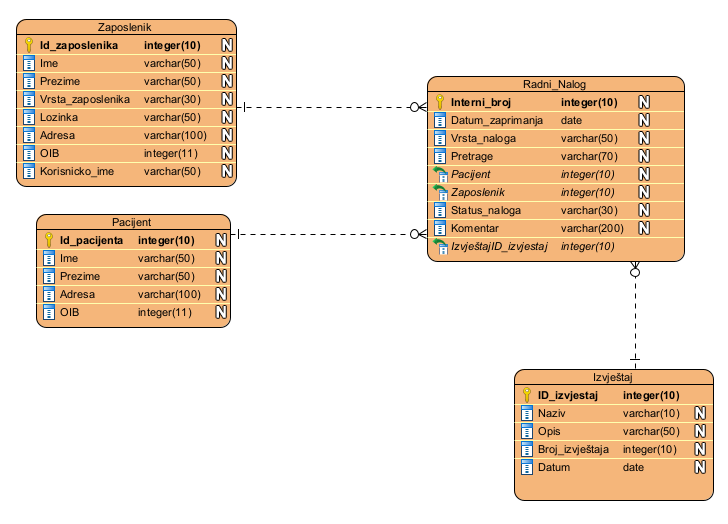 Zaposlenik
Id_zaposlenika integer(10) N
Ime varchar(50) N
Prezime varchar(50) N
Vrsta_zaposlenika varchar(30) N
Lozinka varchar(50) N
Adresa varchar(100) N
OIB integer(11) N
Korisnicko_ime varchar(50) N
Radni_Nalog
Interni_broj integer(10) N
Datum_zaprimanja date N
Vrsta_naloga varchar(50) N
Pretrage varchar(70) N
Pacijent integer(10) N
Zaposlenik integer(10) N
Status_naloga varchar(30) N
Komentar varchar(200) N
IzvještajID_izvjestaj integer(10)
Pacijent
Id_pacijenta integer(10) N
Ime varchar(50) N
Prezime varchar(50) N
Adresa varchar(100) N
OIB integer(11) N
Izvještaj
ID_izvjestaj integer(10)
Naziv varchar(10) N
Opis varchar(50) N
Broj_izvještaja integer(10) N
Datum date N